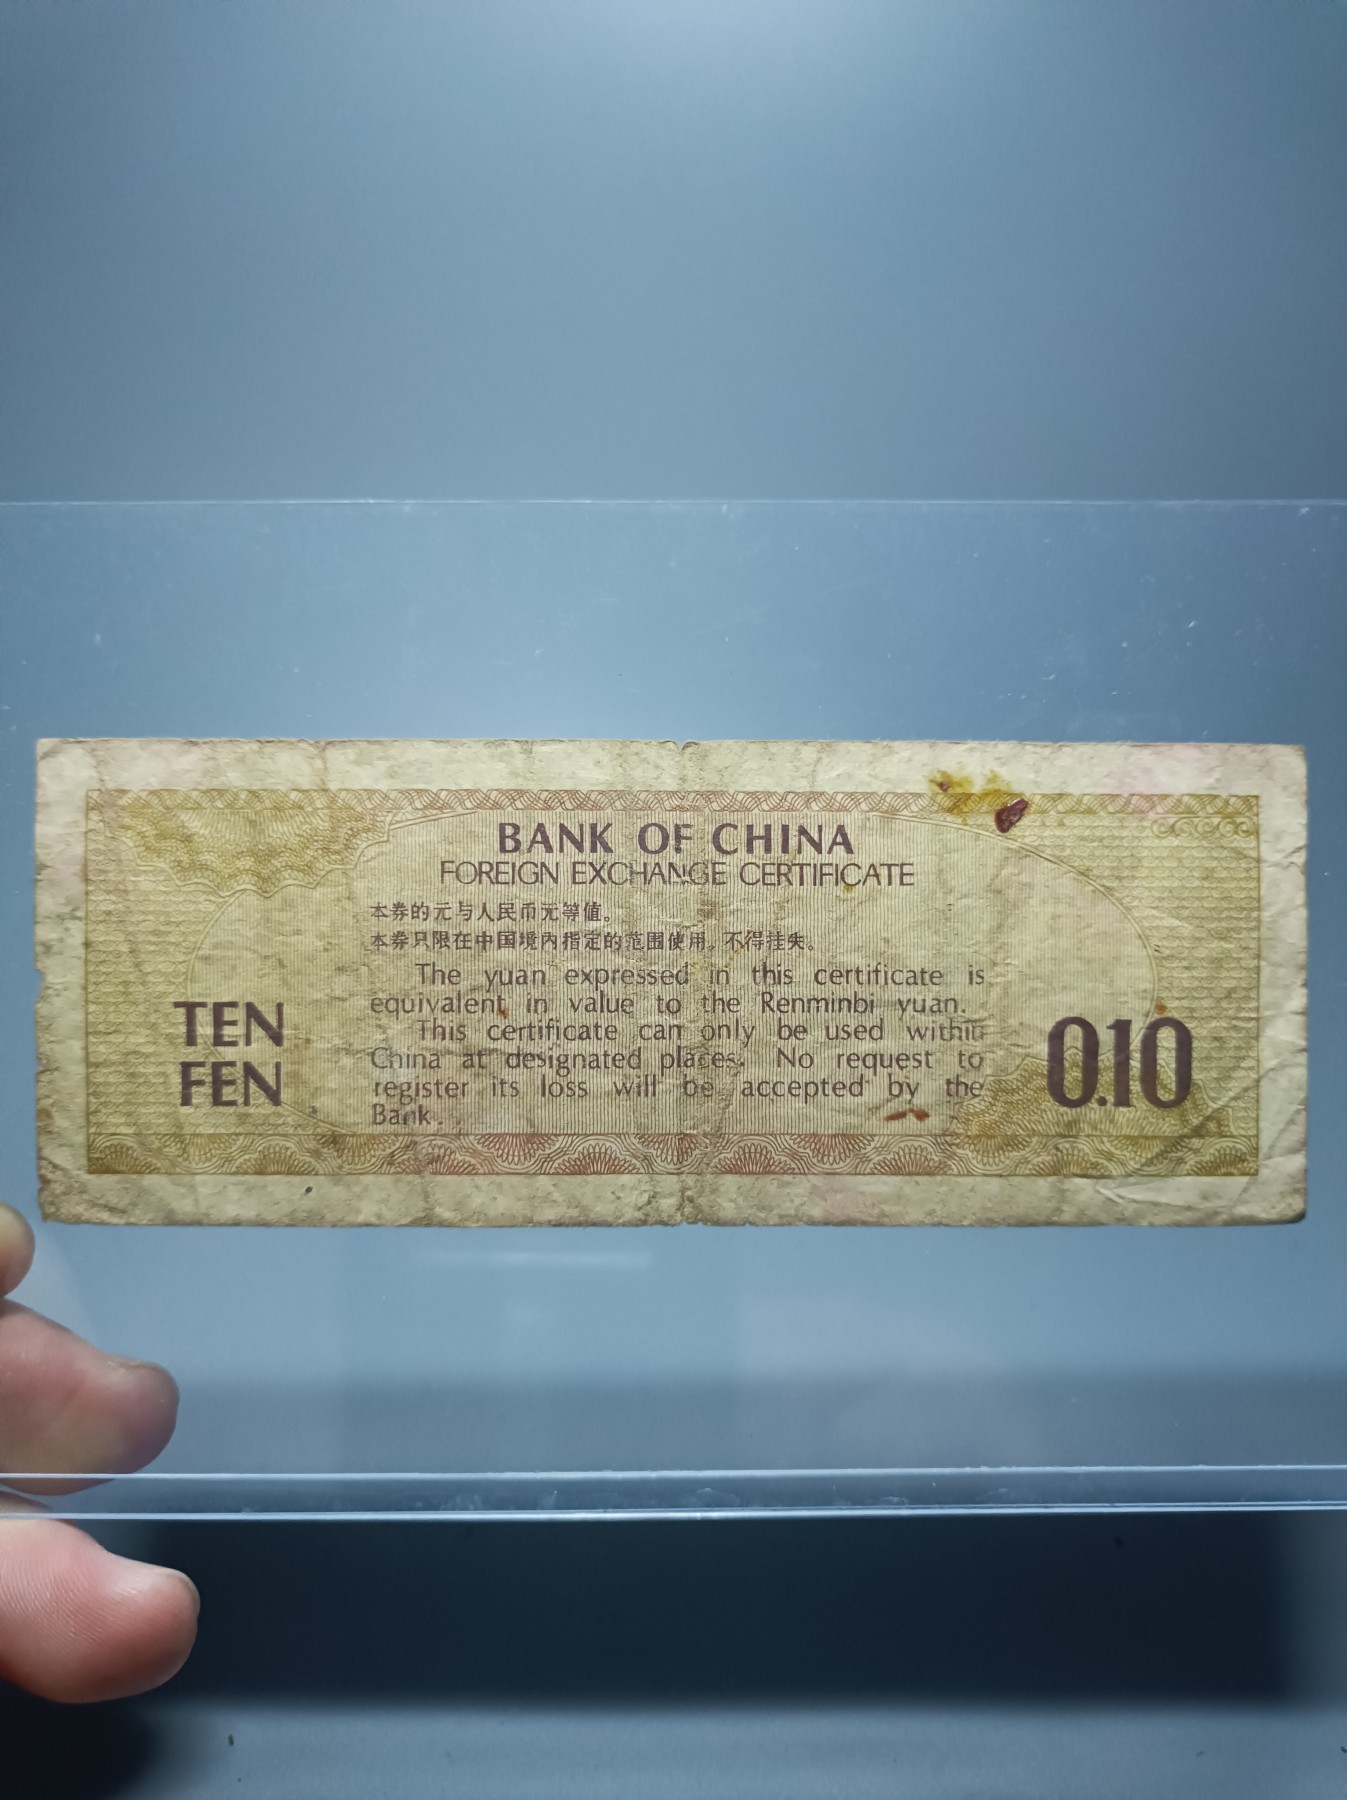 BANK OF CHINA
FOREIGN EXCHANGE CERTIFICATE
本券的元与人民币元等值。
本券只限在中国境内指定的范围使用。不得挂失。
The yuan expressed in this certificate is
equivalent in value to the Renminbi yuan.
This certificate can only be used within
China at designated places. No request to
register its loss will be accepted by the
Bank.
TEN
FEN
0.10